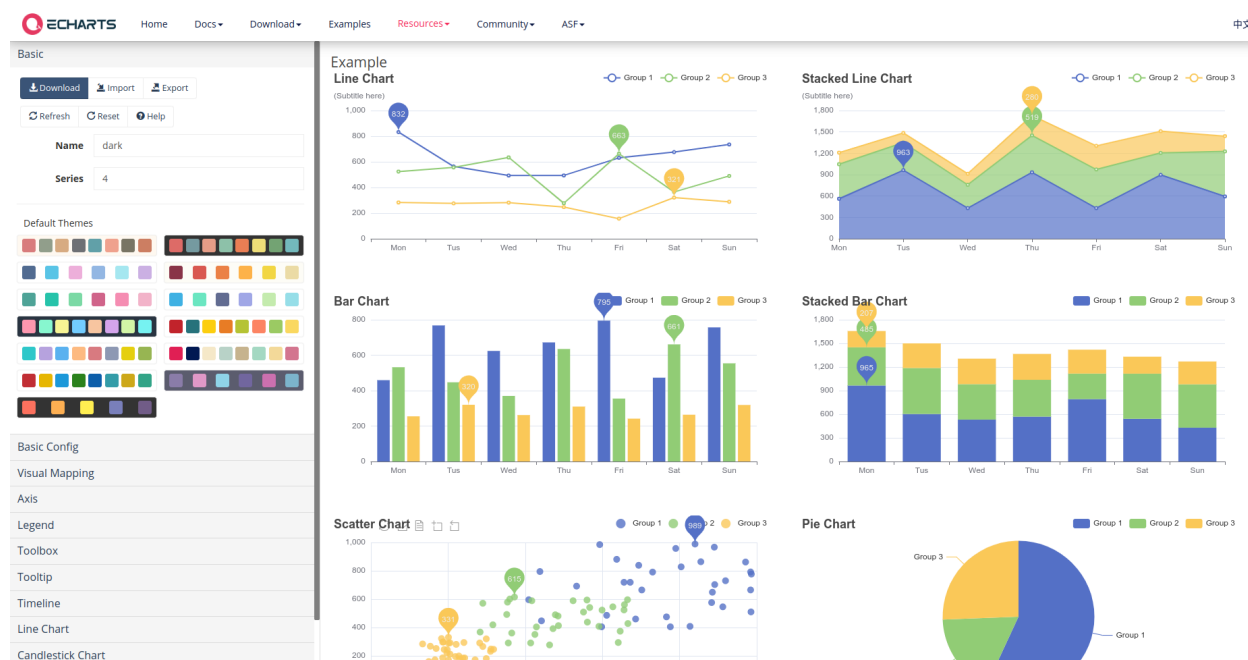 ECHARTS Home Docs Download Examples Resources Community ASF 中文
Basic
Download Import Export
Refresh Reset Help
Name dark
Series 4
Default Themes
Basic Config
Visual Mapping
Axis
Legend
Toolbox
Tooltip
Timeline
Line Chart
Candlestick Chart
Example
Line Chart
(Subtitle here)
Group 1 Group 2 Group 3
1,000
800
600
400
200
0
832
663
321
Mon Tus Wed Thu Fri Sat Sun
Stacked Line Chart
(Subtitle here)
Group 1 Group 2 Group 3
1,800
1,500
1,200
900
600
300
0
963
519
Mon Tus Wed Thu Fri Sat Sun
Bar Chart
Group 1 Group 2 Group 3
800
600
400
200
0
795
661
320
Mon Tus Wed Thu Fri Sat Sun
Stacked Bar Chart
Group 1 Group 2 Group 3
1,800
1,500
1,200
900
600
300
0
307
485
965
Mon Tus Wed Thu Fri Sat Sun
Scatter Chart
Group 1 2 Group 3
1,000
800
600
400
200
989
615
331
Pie Chart
Group 1 Group 2 Group 3
Group 3
Group 1